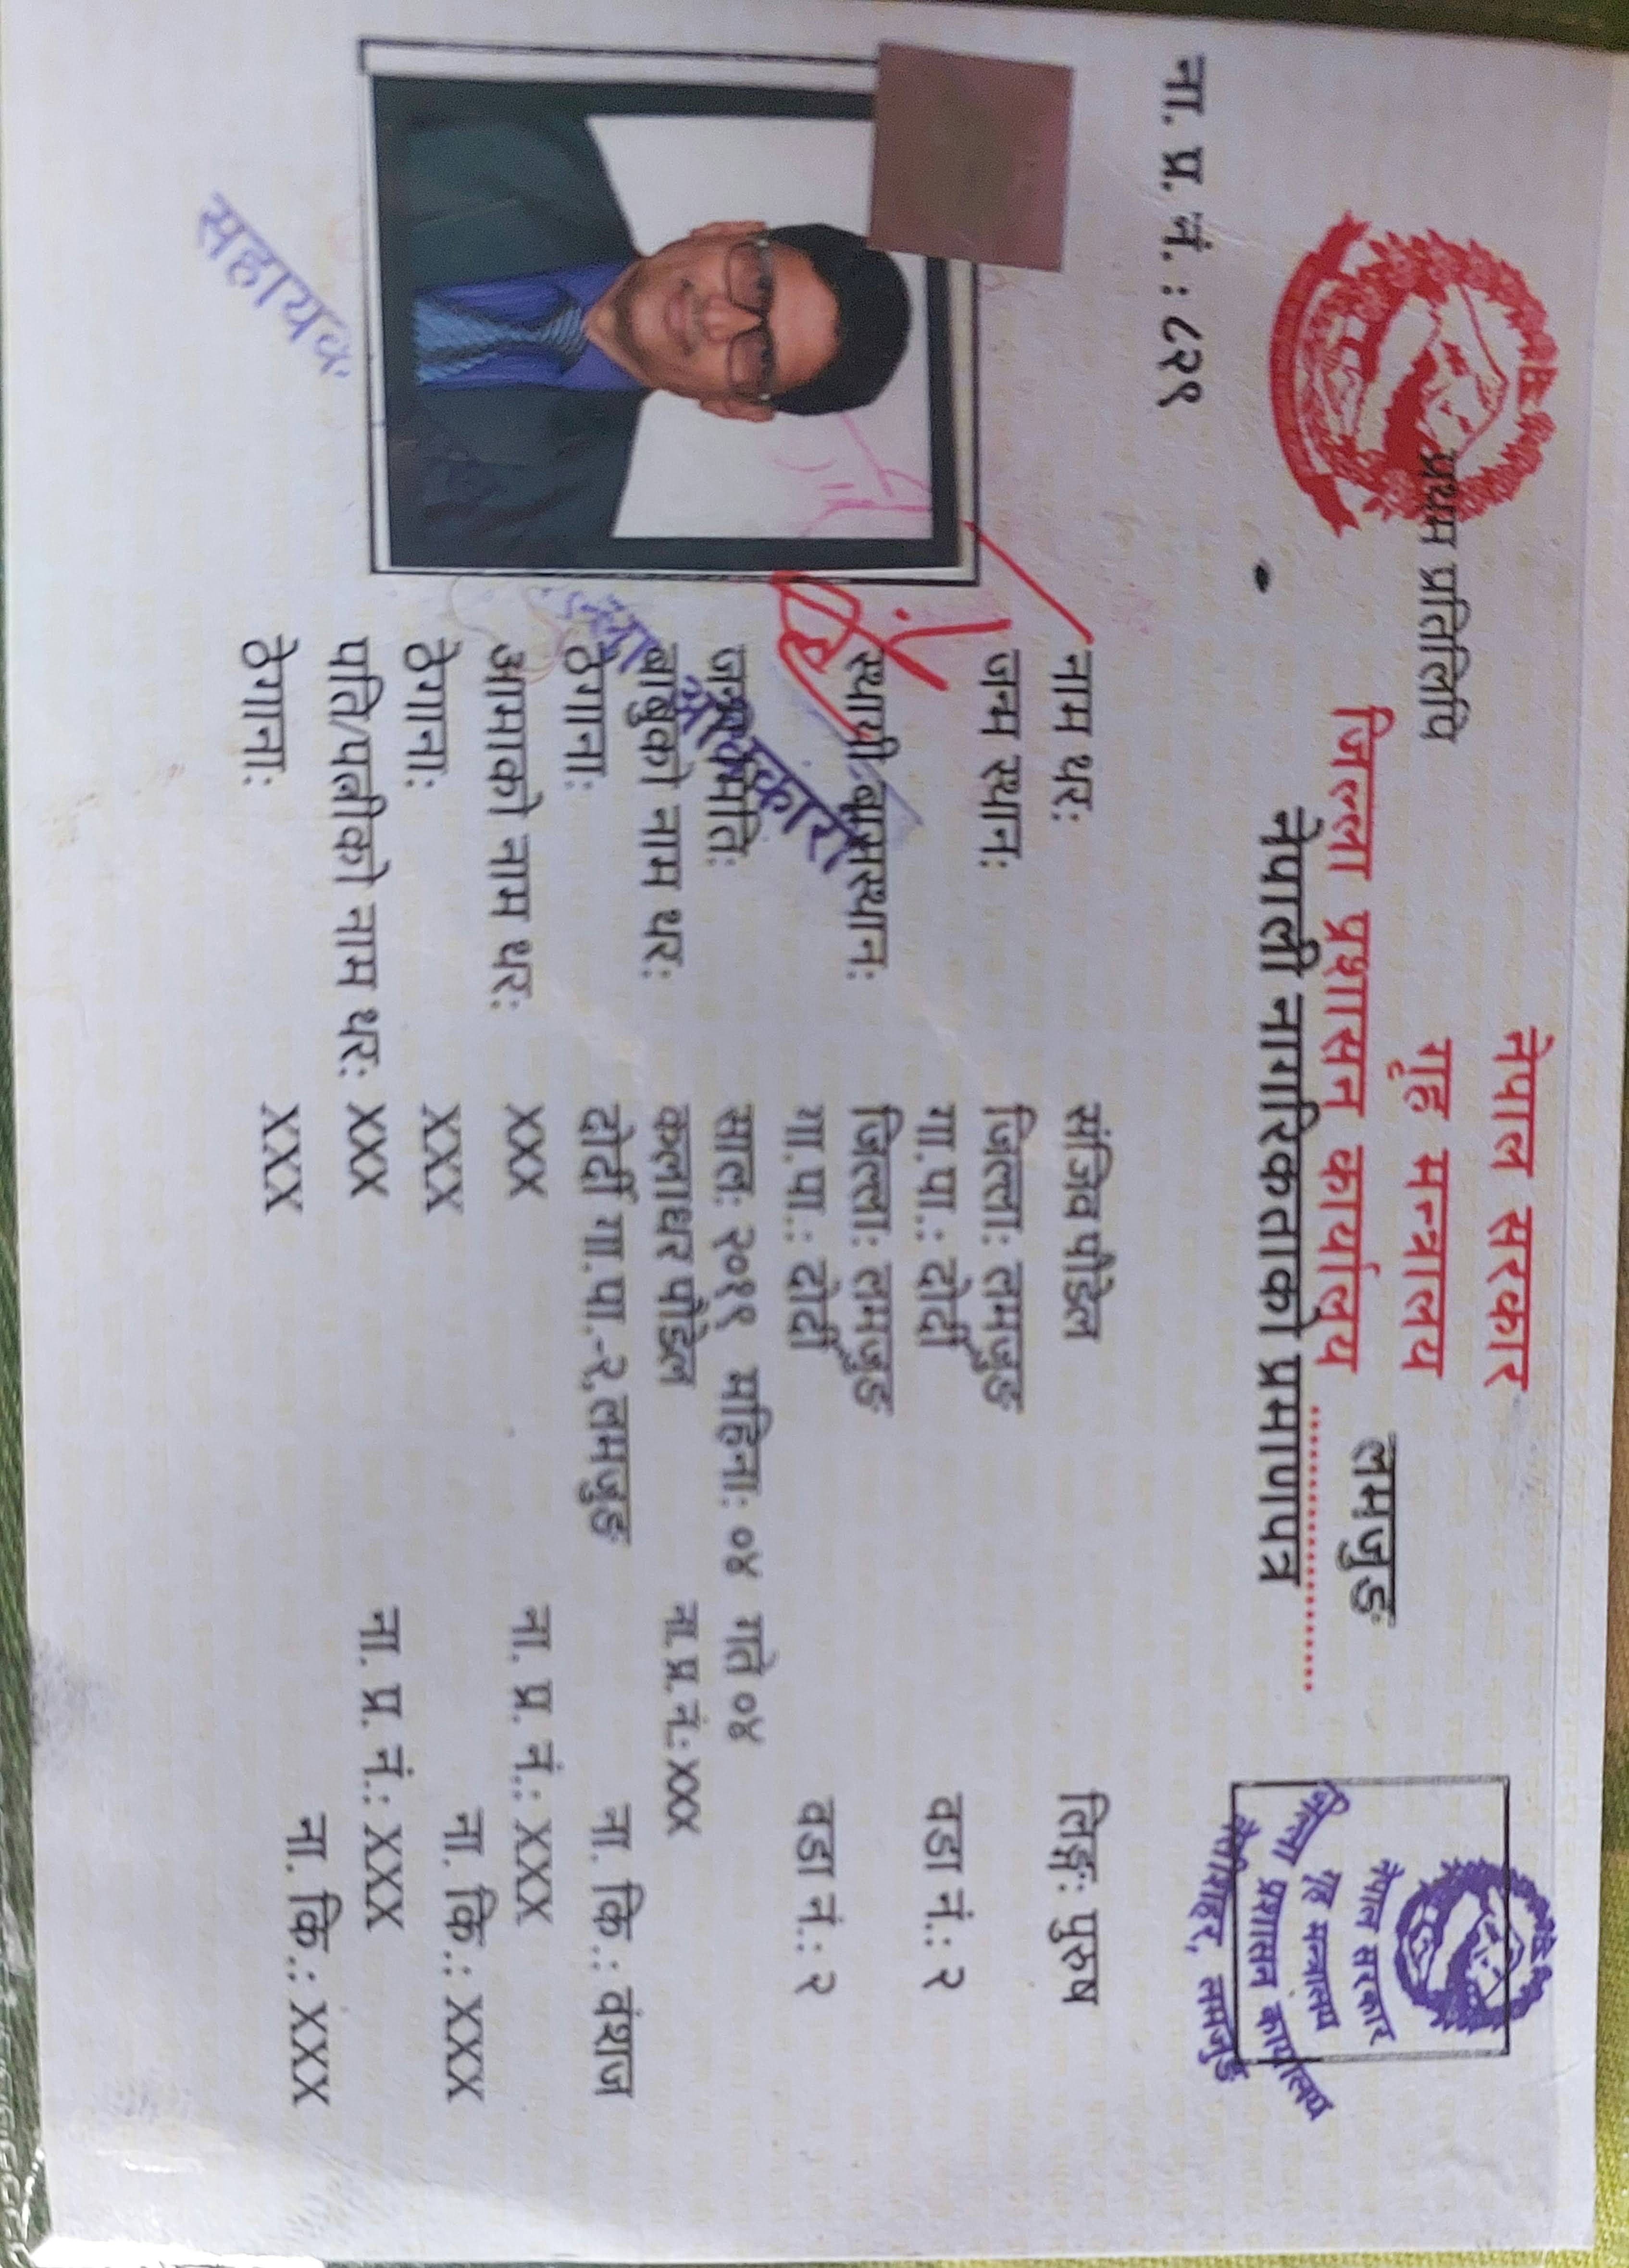 नेपाल सरकार
गृह मन्त्रालय
प्रथम प्रतिलिपि
जिल्ला प्रशासन कार्यालय लमजुङ
नेपाली नागरिकताको प्रमाणपत्र
नेपाल सरकार
गृह मन्त्रालय
जिल्ला प्रशासन कार्यालय
बेसीशहर, लमजुङ
ना. प्र. नं. : ८२९
नाम थर: संजिव पौडेल लिङ्ग: पुरुष
जन्म स्थान: जिल्ला: लमजुङ
गा.पा.: दोर्दी वडा नं.: २
स्थायी बासस्थान: जिल्ला: लमजुङ
गा.पा.: दोर्दी वडा नं.: २
जन्ममिति: साल: २०११ महिना: ०४ गते ०४
बाबुको नाम थर: कलाधर पौडेल ना.प्र.नं.: XXX
ठेगाना: दोर्दी गा.पा.-२,लमजुङ ना. कि.: वंशज
आमाको नाम थर: XXX ना. प्र. नं.: XXX
ठेगाना: XXX ना. कि.: XXX
पति/पत्नीको नाम थर: XXX ना. प्र. नं.: XXX
ठेगाना: XXX ना. कि.: XXX
सहायक